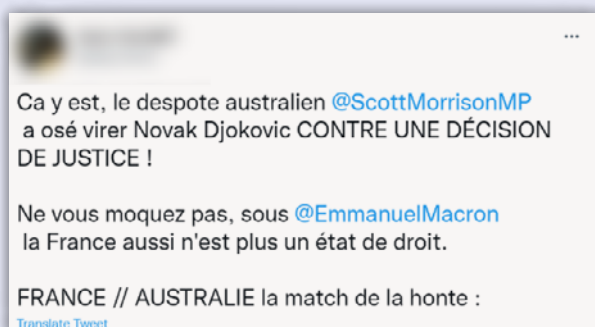 Ca y est, le despote australien @ScottMorrisonMP
a osé virer Novak Djokovic CONTRE UNE DÉCISION
DE JUSTICE !
Ne vous moquez pas, sous @EmmanuelMacron
la France aussi n'est plus un état de droit.
FRANCE // AUSTRALIE la match de la honte :
Translate Tweet